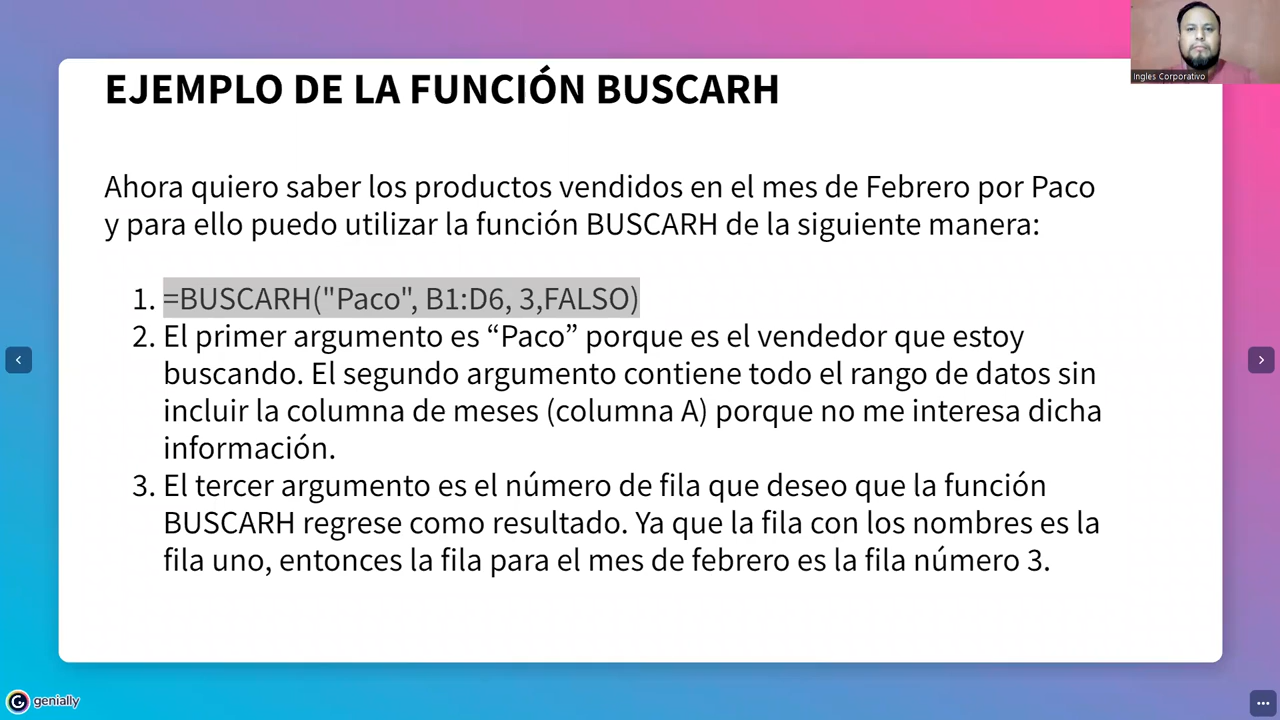 Ingles Corporativo
EJEMPLO DE LA FUNCIÓN BUSCARH
Ahora quiero saber los productos vendidos en el mes de Febrero por Paco
y para ello puedo utilizar la función BUSCARH de la siguiente manera:
1. =BUSCARH("Paco", B1:D6, 3,FALSO)
2. El primer argumento es “Paco” porque es el vendedor que estoy
buscando. El segundo argumento contiene todo el rango de datos sin
incluir la columna de meses (columna A) porque no me interesa dicha
información.
3. El tercer argumento es el número de fila que deseo que la función
BUSCARH regrese como resultado. Ya que la fila con los nombres es la
fila uno, entonces la fila para el mes de febrero es la fila número 3.
genially